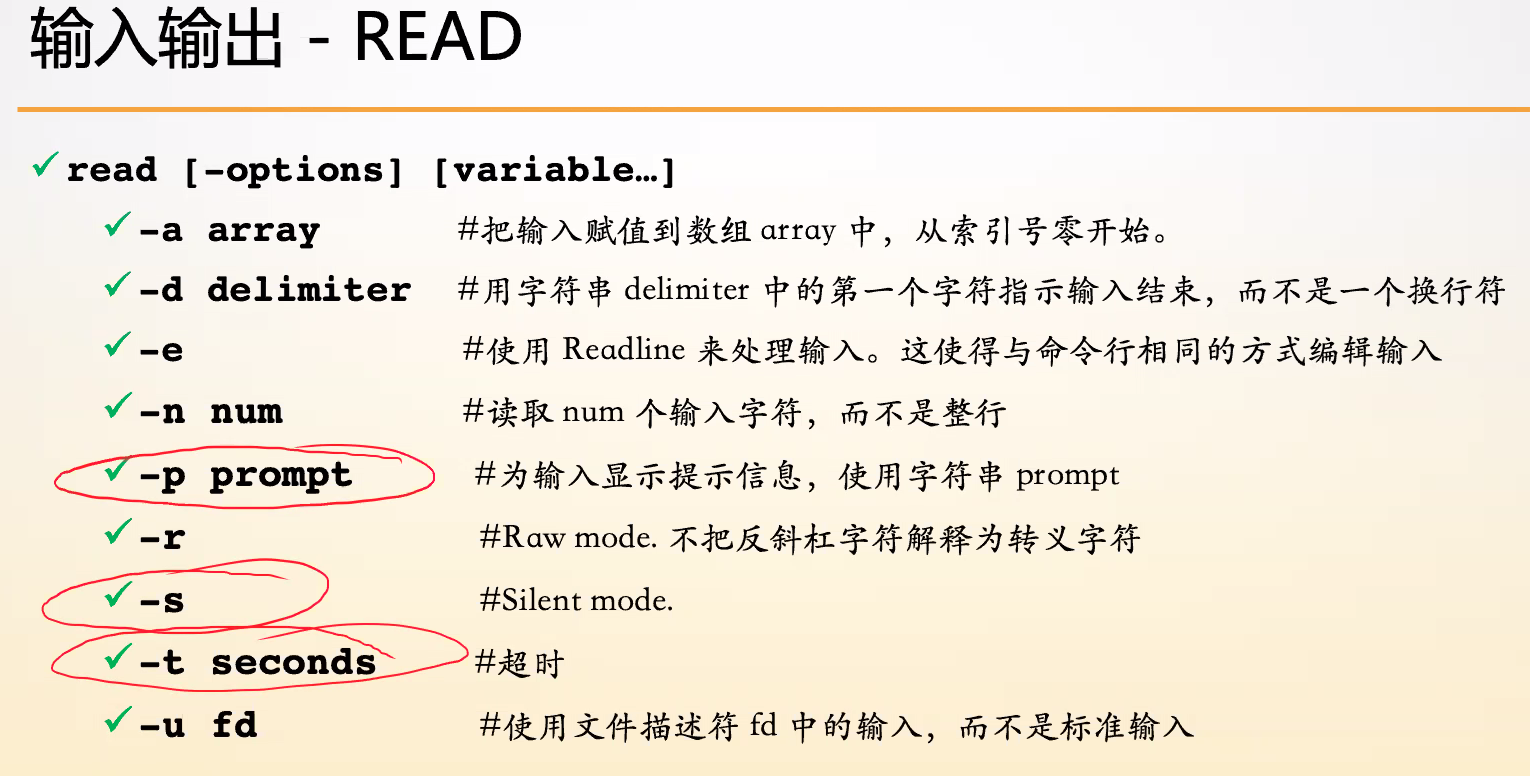 输入输出 - READ
read [-options] [variable…]
-a array #把输入赋值到数组 array 中，从索引号零开始。
-d delimiter #用字符串 delimiter 中的第一个字符指示输入结束，而不是一个换行符
-e #使用 Readline 来处理输入。这使得与命令行相同的方式编辑输入
-n num #读取 num 个输入字符，而不是整行
-p prompt #为输入显示提示信息，使用字符串 prompt
-r #Raw mode. 不把反斜杠字符解释为转义字符
-s #Silent mode.
-t seconds #超时
-u fd #使用文件描述符 fd 中的输入，而不是标准输入